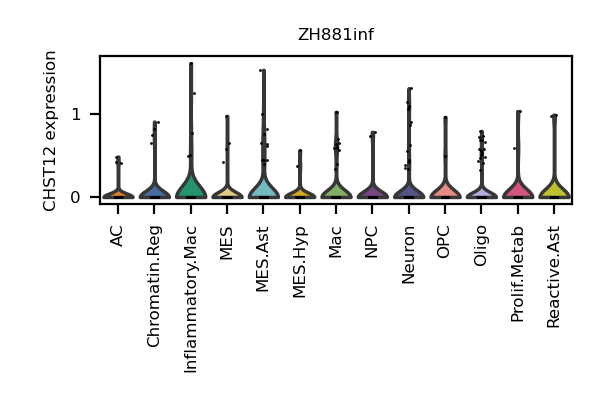 ZH881inf
CHST12 expression
1
0
AC
Chromatin.Reg
Inflammatory.Mac
MES
MES.Ast
MES.Hyp
Mac
NPC
Neuron
OPC
Oligo
Prolif.Metab
Reactive.Ast